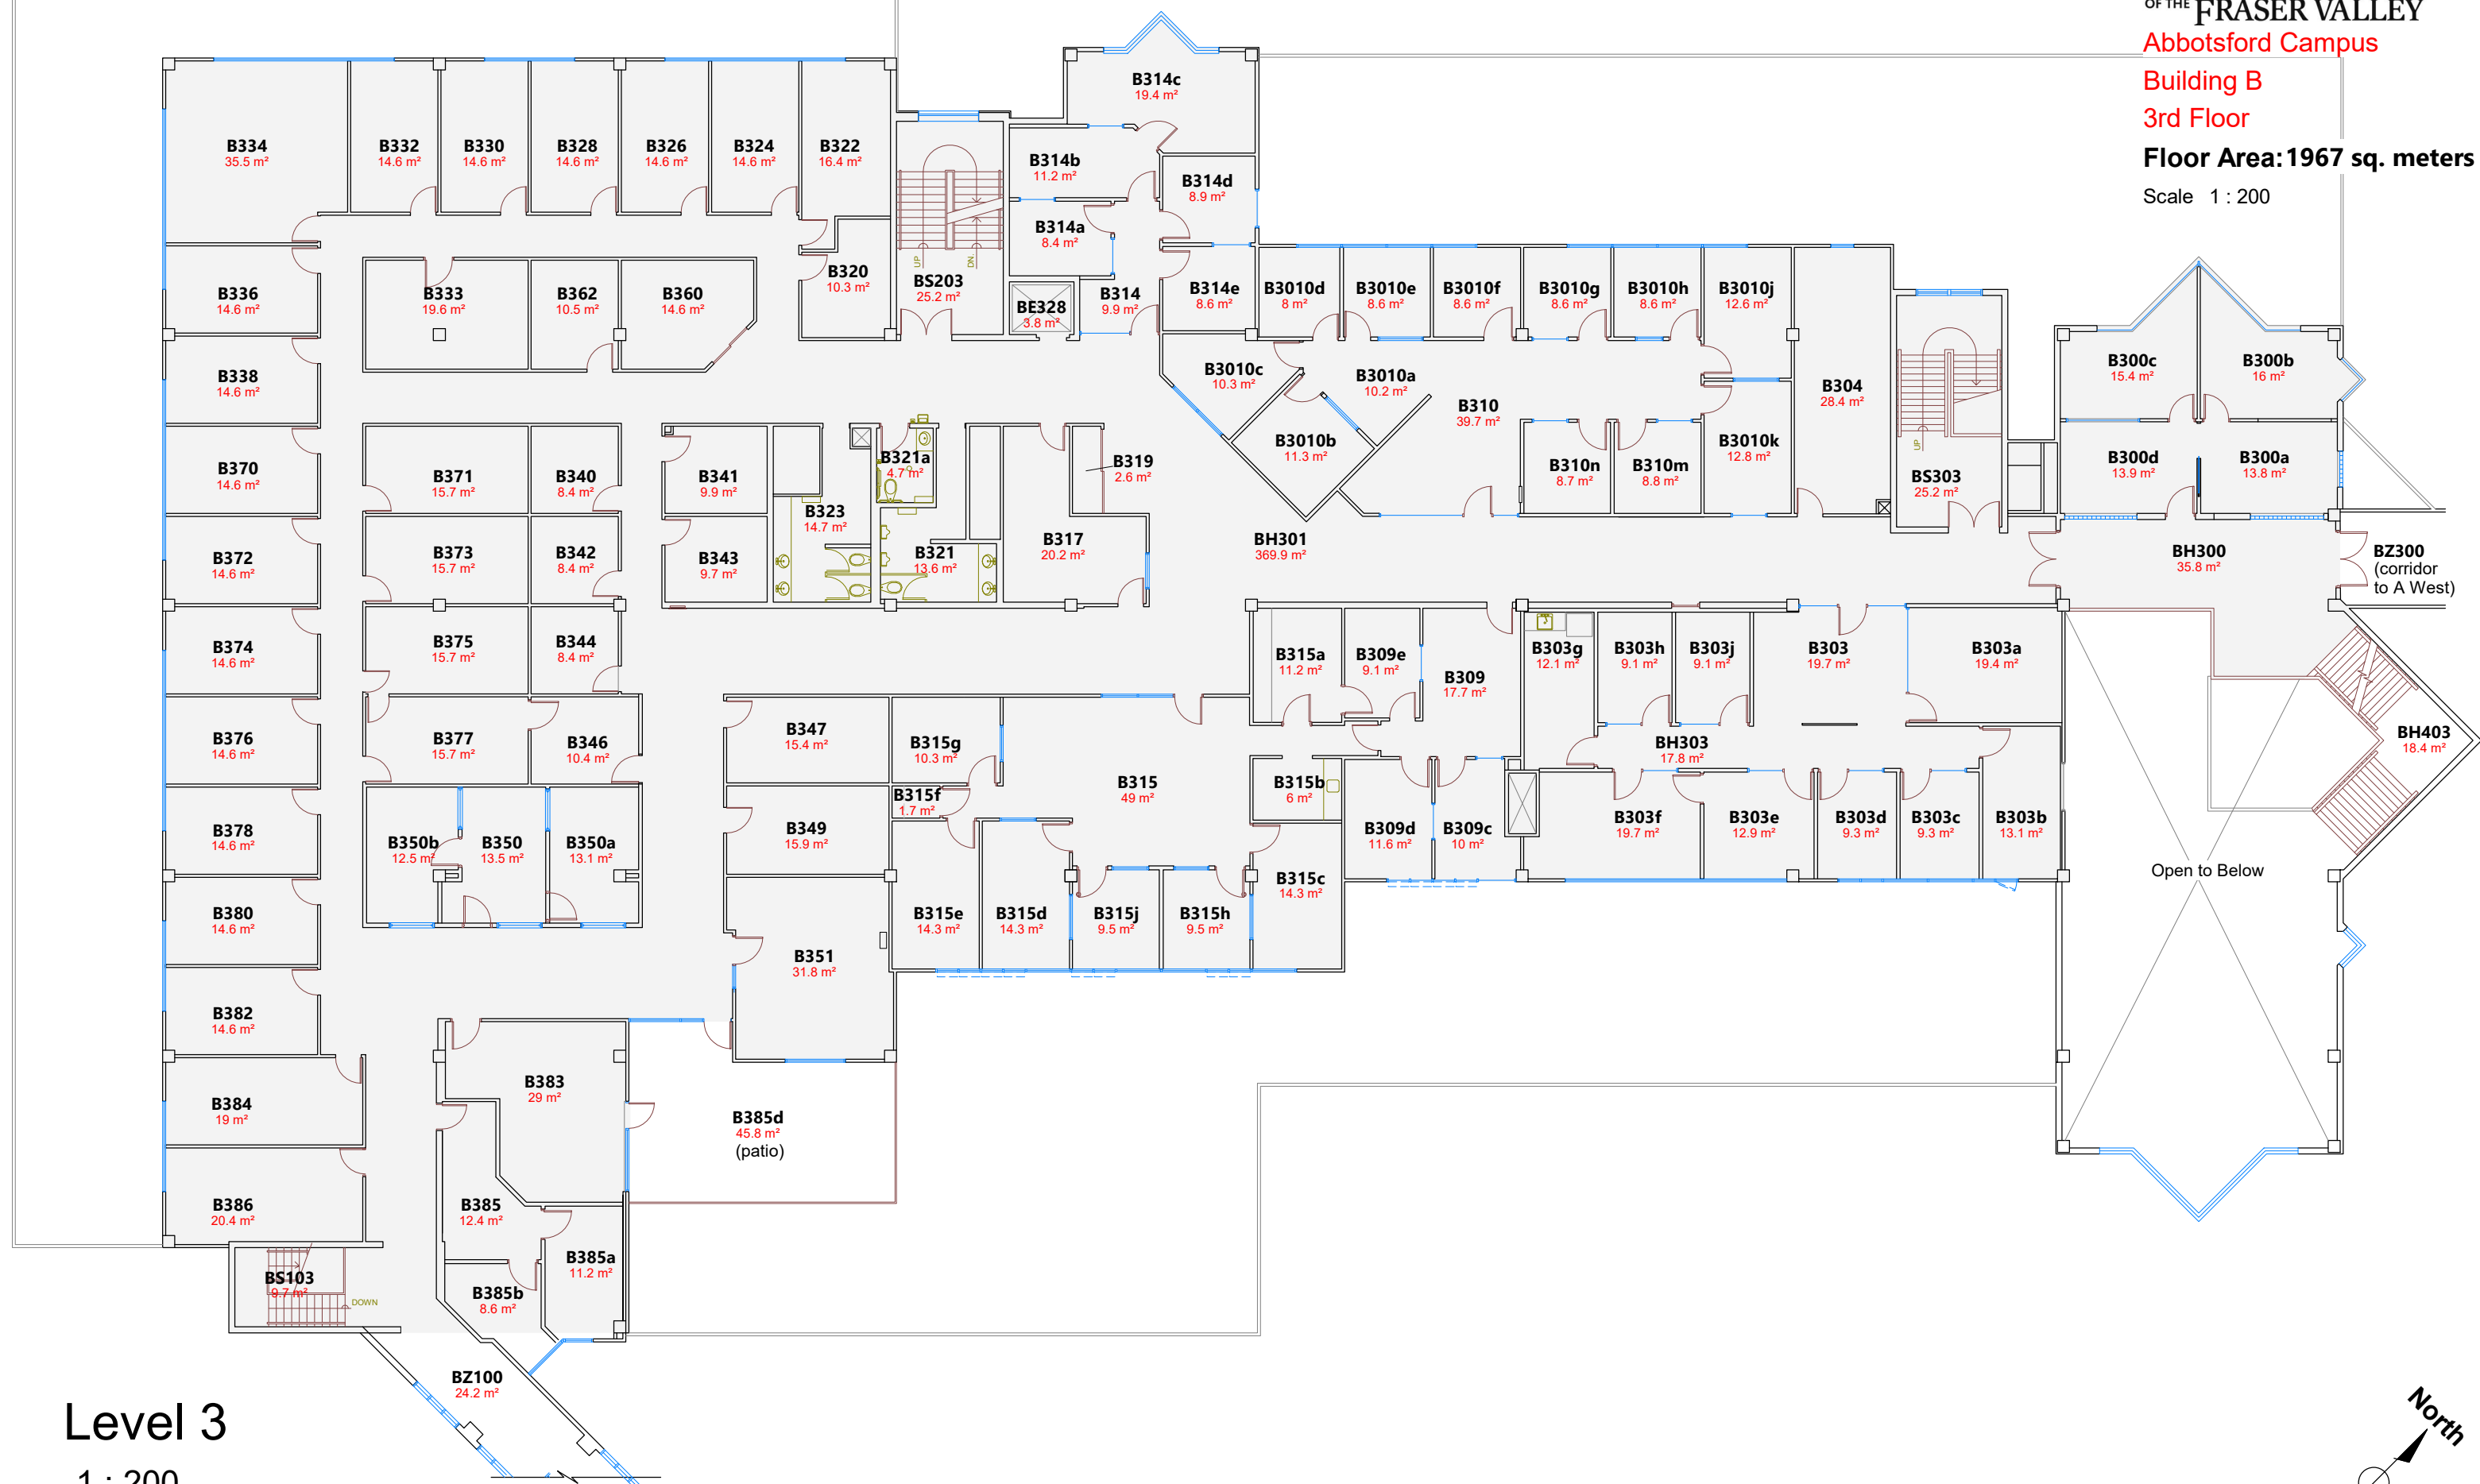 OF THE FRASER VALLEY
Abbotsford Campus
Building B
3rd Floor
Floor Area:1967 sq. meters
Scale 1 : 200
B314c
19.4 m²
B334
35.5 m²
B332
14.6 m²
B330
14.6 m²
B328
14.6 m²
B326
14.6 m²
B324
14.6 m²
B322
16.4 m²
B314b
11.2 m²
B314d
8.9 m²
B314a
8.4 m²
B320
10.3 m²
UP
DN.
BS203
25.2 m²
BE328
3.8 m²
B314
9.9 m²
B314e
8.6 m²
B3010d
8 m²
B3010e
8.6 m²
B3010f
8.6 m²
B3010g
8.6 m²
B3010h
8.6 m²
B3010j
12.6 m²
B336
14.6 m²
B333
19.6 m²
B362
10.5 m²
B360
14.6 m²
B338
14.6 m²
B3010c
10.3 m²
B3010a
10.2 m²
B310
39.7 m²
B304
28.4 m²
B300c
15.4 m²
B300b
16 m²
B3010b
11.3 m²
B3010k
12.8 m²
UP
BS303
25.2 m²
B300d
13.9 m²
B300a
13.8 m²
B370
14.6 m²
B371
15.7 m²
B340
8.4 m²
B341
9.9 m²
B321a
4.7 m²
B319
2.6 m²
B310n
8.7 m²
B310m
8.8 m²
B323
14.7 m²
B372
14.6 m²
B373
15.7 m²
B342
8.4 m²
B343
9.7 m²
B321
13.6 m²
B317
20.2 m²
BH301
369.9 m²
BH300
35.8 m²
BZ300
(corridor
to A West)
B374
14.6 m²
B375
15.7 m²
B344
8.4 m²
B315a
11.2 m²
B309e
9.1 m²
B309
17.7 m²
B303g
12.1 m²
B303h
9.1 m²
B303j
9.1 m²
B303
19.7 m²
B303a
19.4 m²
B376
14.6 m²
B377
15.7 m²
B346
10.4 m²
B347
15.4 m²
B315g
10.3 m²
BH303
17.8 m²
BH403
18.4 m²
B315f
1.7 m²
B315
49 m²
B315b
6 m²
B378
14.6 m²
B350b
12.5 m²
B350
13.5 m²
B350a
13.1 m²
B349
15.9 m²
B309d
11.6 m²
B309c
10 m²
B303f
19.7 m²
B303e
12.9 m²
B303d
9.3 m²
B303c
9.3 m²
B303b
13.1 m²
Open to Below
B380
14.6 m²
B315e
14.3 m²
B315d
14.3 m²
B315j
9.5 m²
B315h
9.5 m²
B315c
14.3 m²
B351
31.8 m²
B382
14.6 m²
B383
29 m²
B384
19 m²
B385d
45.8 m²
(patio)
B386
20.4 m²
B385
12.4 m²
B385a
11.2 m²
BS103
9.7 m²
DOWN
B385b
8.6 m²
BZ100
24.2 m²
Level 3
1 : 200
North